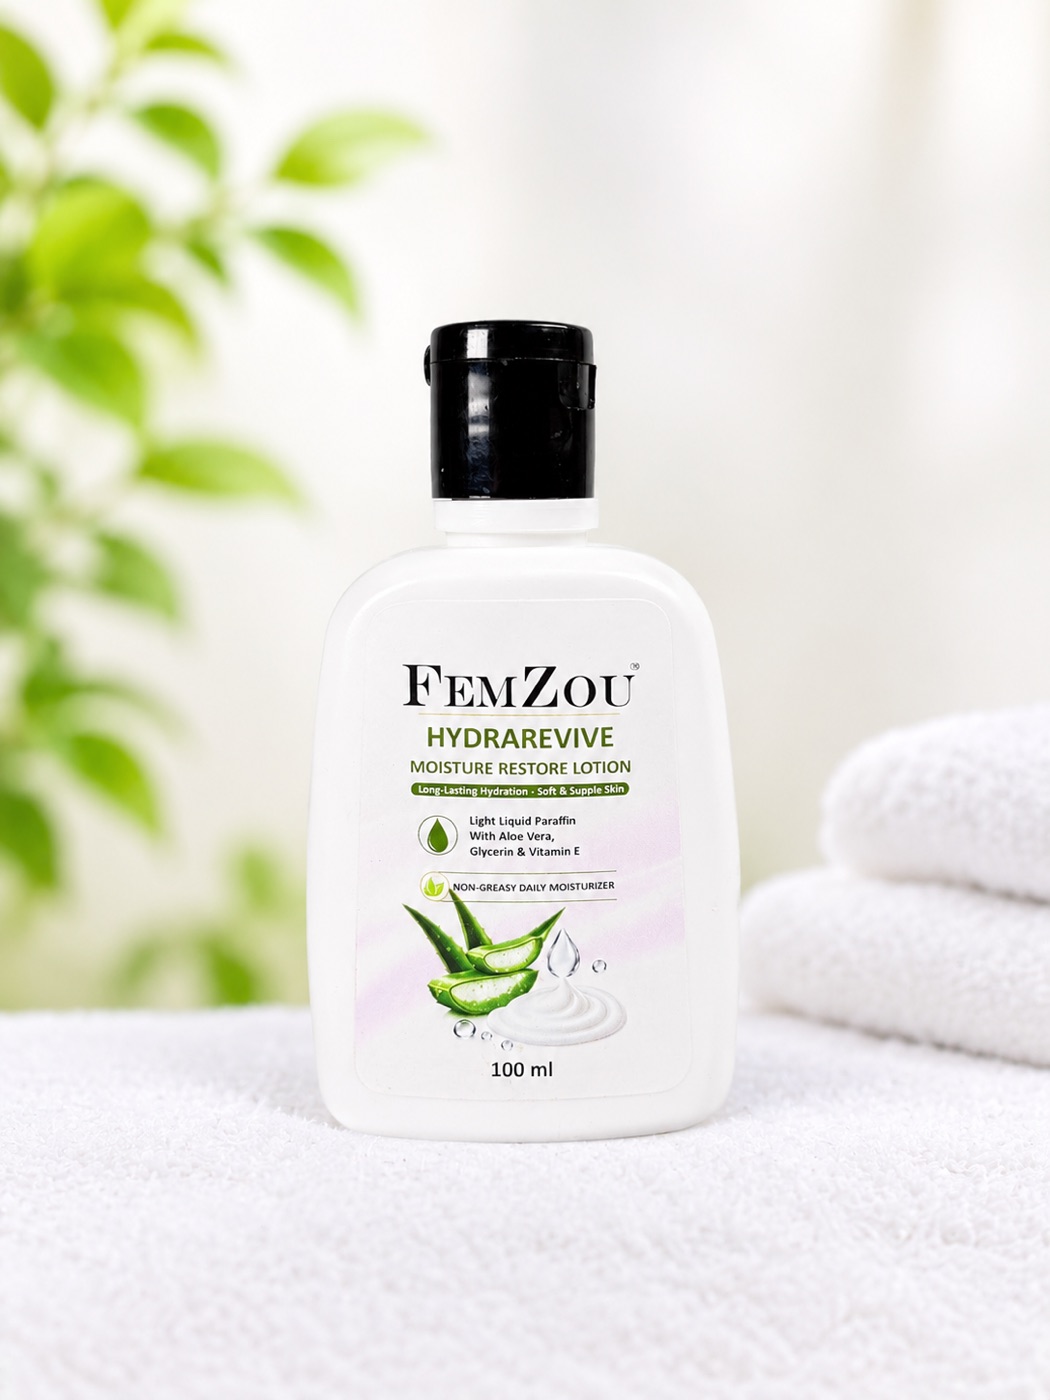 FEMZOU
HYDRAREVIVE
MOISTURE RESTORE LOTION
Long-Lasting Hydration - Soft & Supple Skin
Light Liquid Paraffin
With Aloe Vera,
Glycerin & Vitamin E
NON-GREASY DAILY MOISTURIZER
100 ml